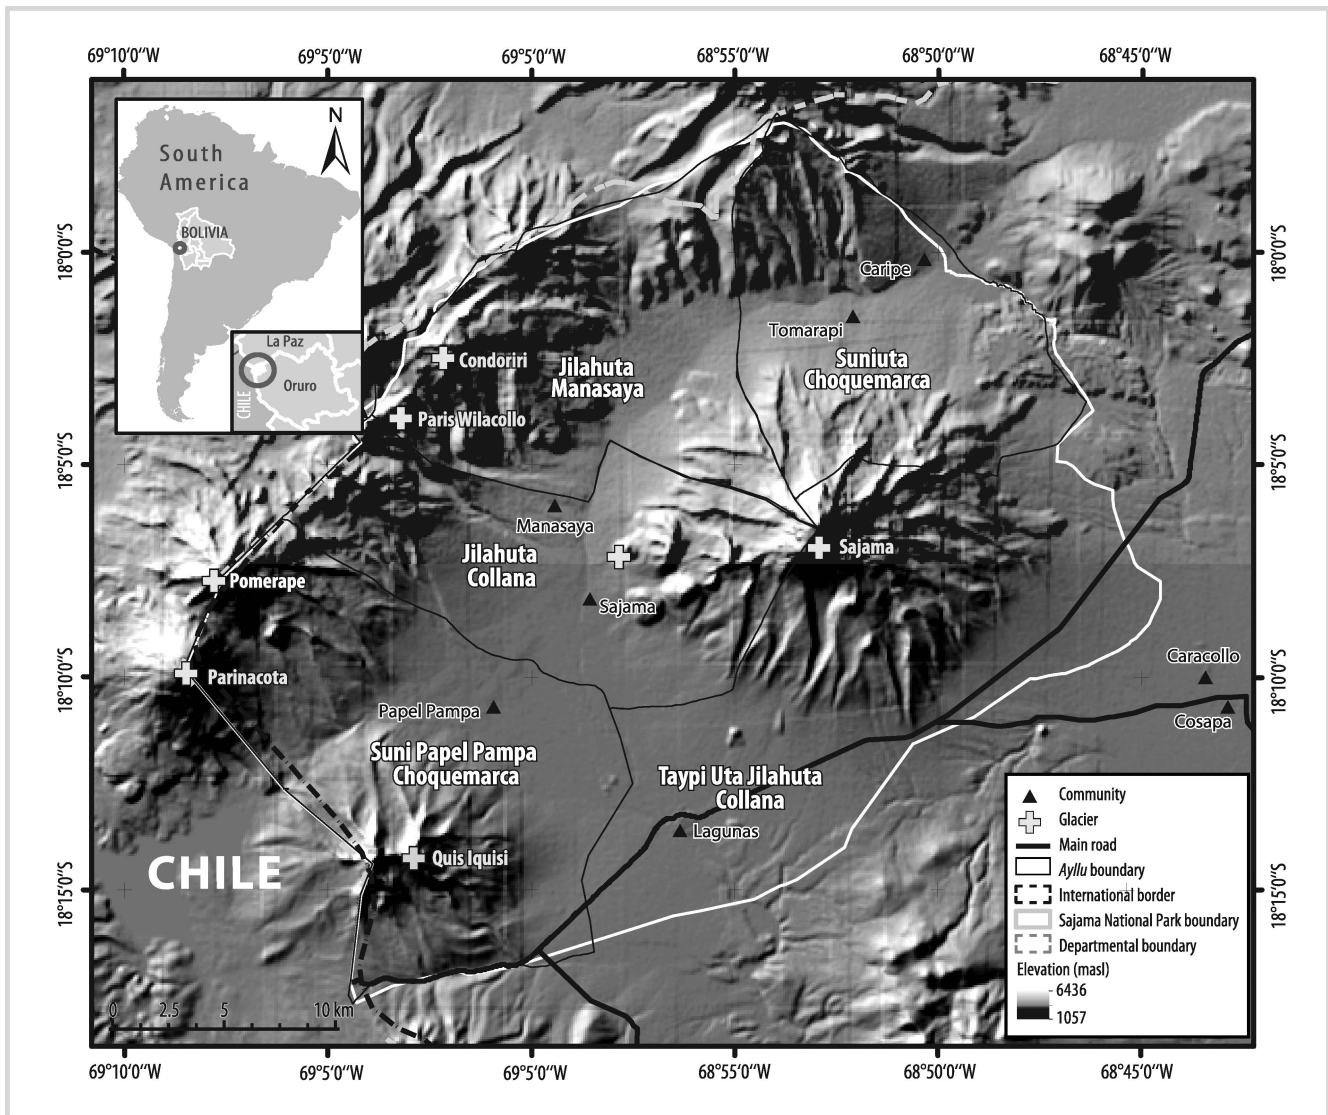 69°10'0"W
69°5'0"W
69°5'0"W
68°55'0"W
68°50'0"W
68°45'0"W
N
South
America
BOLIVIA
La Paz
Oruro
CHILE
18°0'0"S
18°5'0"S
18°10'0"S
18°15'0"S
18°0'0"S
18°5'0"S
18°10'0"S
18°15'0"S
Caripe
Tomarapi
Suniuta
Choquemarca
Condoriri
Jilahuta
Manasaya
Paris Wilacollo
Manasaya
Jilahuta
Collana
Sajama
Sajama
Pomerape
Parinacota
Papel Pampa
Suni Papel Pampa
Choquemarca
Taypi Uta Jilahuta
Collana
Lagunas
Caracollo
Cosapa
Quis Iquisi
CHILE
0 2.5 5 10 km
Community
Glacier
Main road
Ayllu boundary
International border
Sajama National Park boundary
Departmental boundary
Elevation (masl)
6436
1057
69°10'0"W
69°5'0"W
69°5'0"W
68°55'0"W
68°50'0"W
68°45'0"W